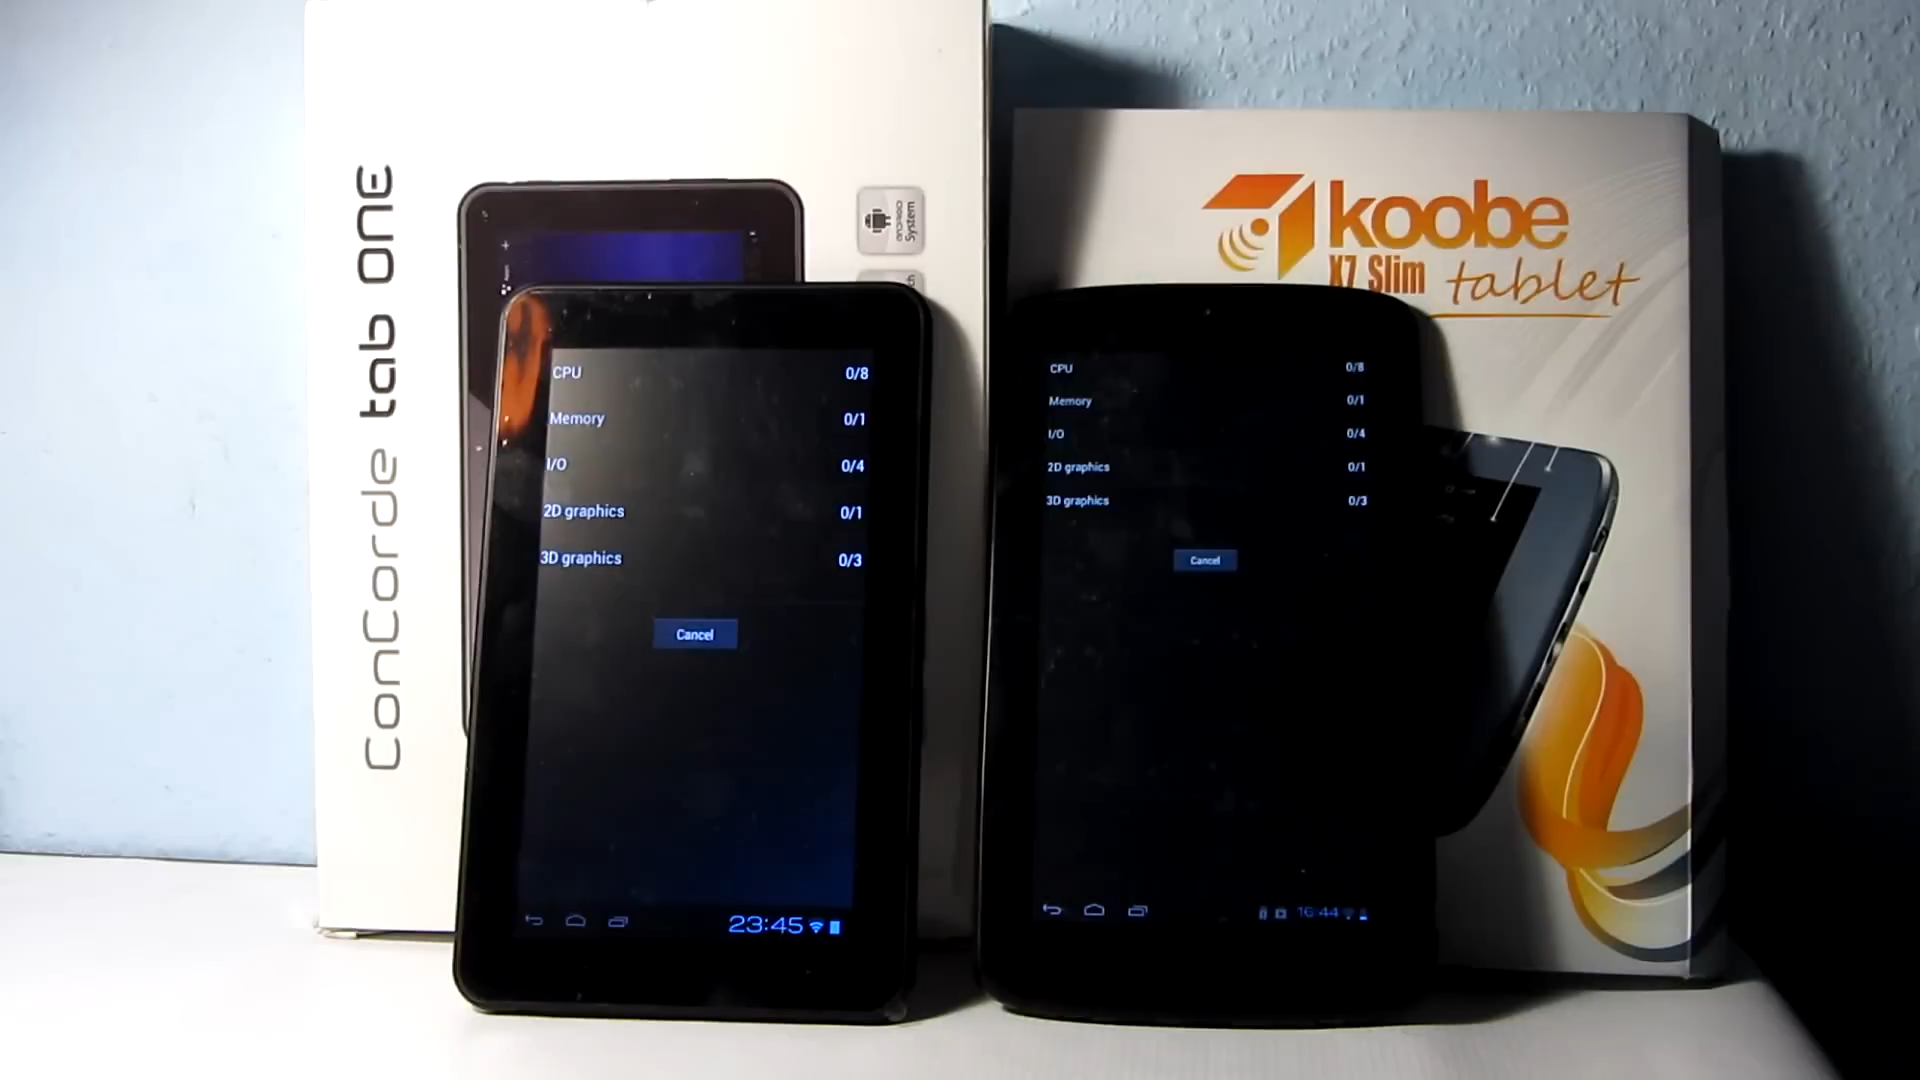 ConCorde tab ONE
ANDROID
System
koobe
X7 Slim tablet
CPU 0/8
Memory 0/1
I/O 0/4
2D graphics 0/1
3D graphics 0/3
Cancel
23:45
CPU 0/8
Memory 0/1
I/O 0/4
2D graphics 0/1
3D graphics 0/3
Cancel
16:44